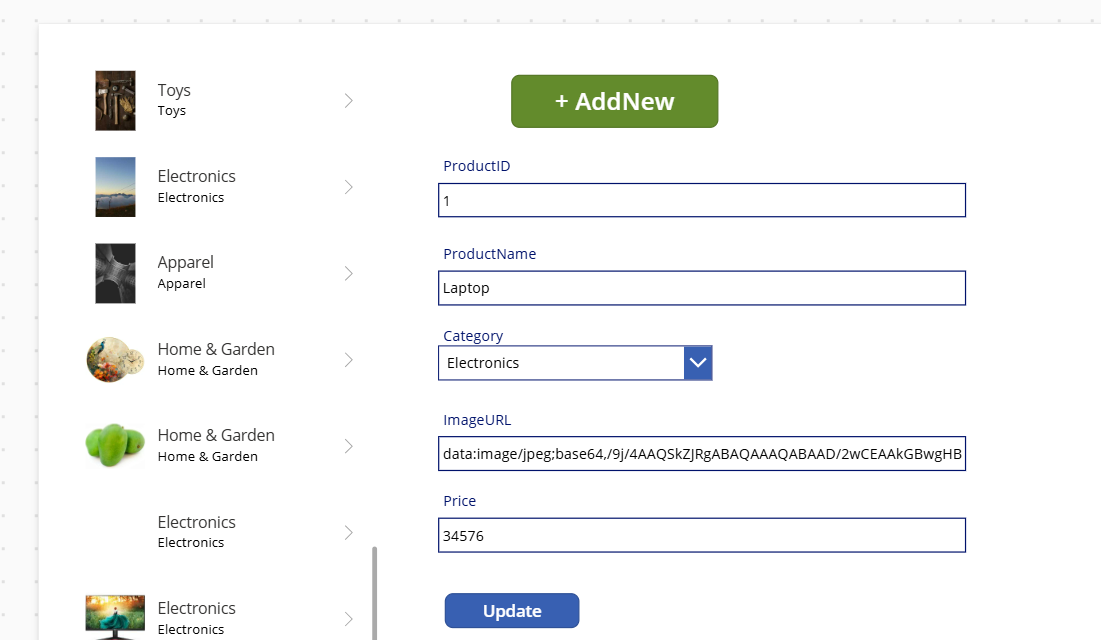 Toys
Toys
Electronics
Electronics
Apparel
Apparel
Home & Garden
Home & Garden
Home & Garden
Home & Garden
Electronics
Electronics
Electronics
Electronics
+ AddNew
ProductID
1
ProductName
Laptop
Category
Electronics
ImageURL
data:image/jpeg;base64,/9j/4AAQSkZJRgABAQAAAQABAAD/2wCEAAkGBwgHB
Price
34576
Update